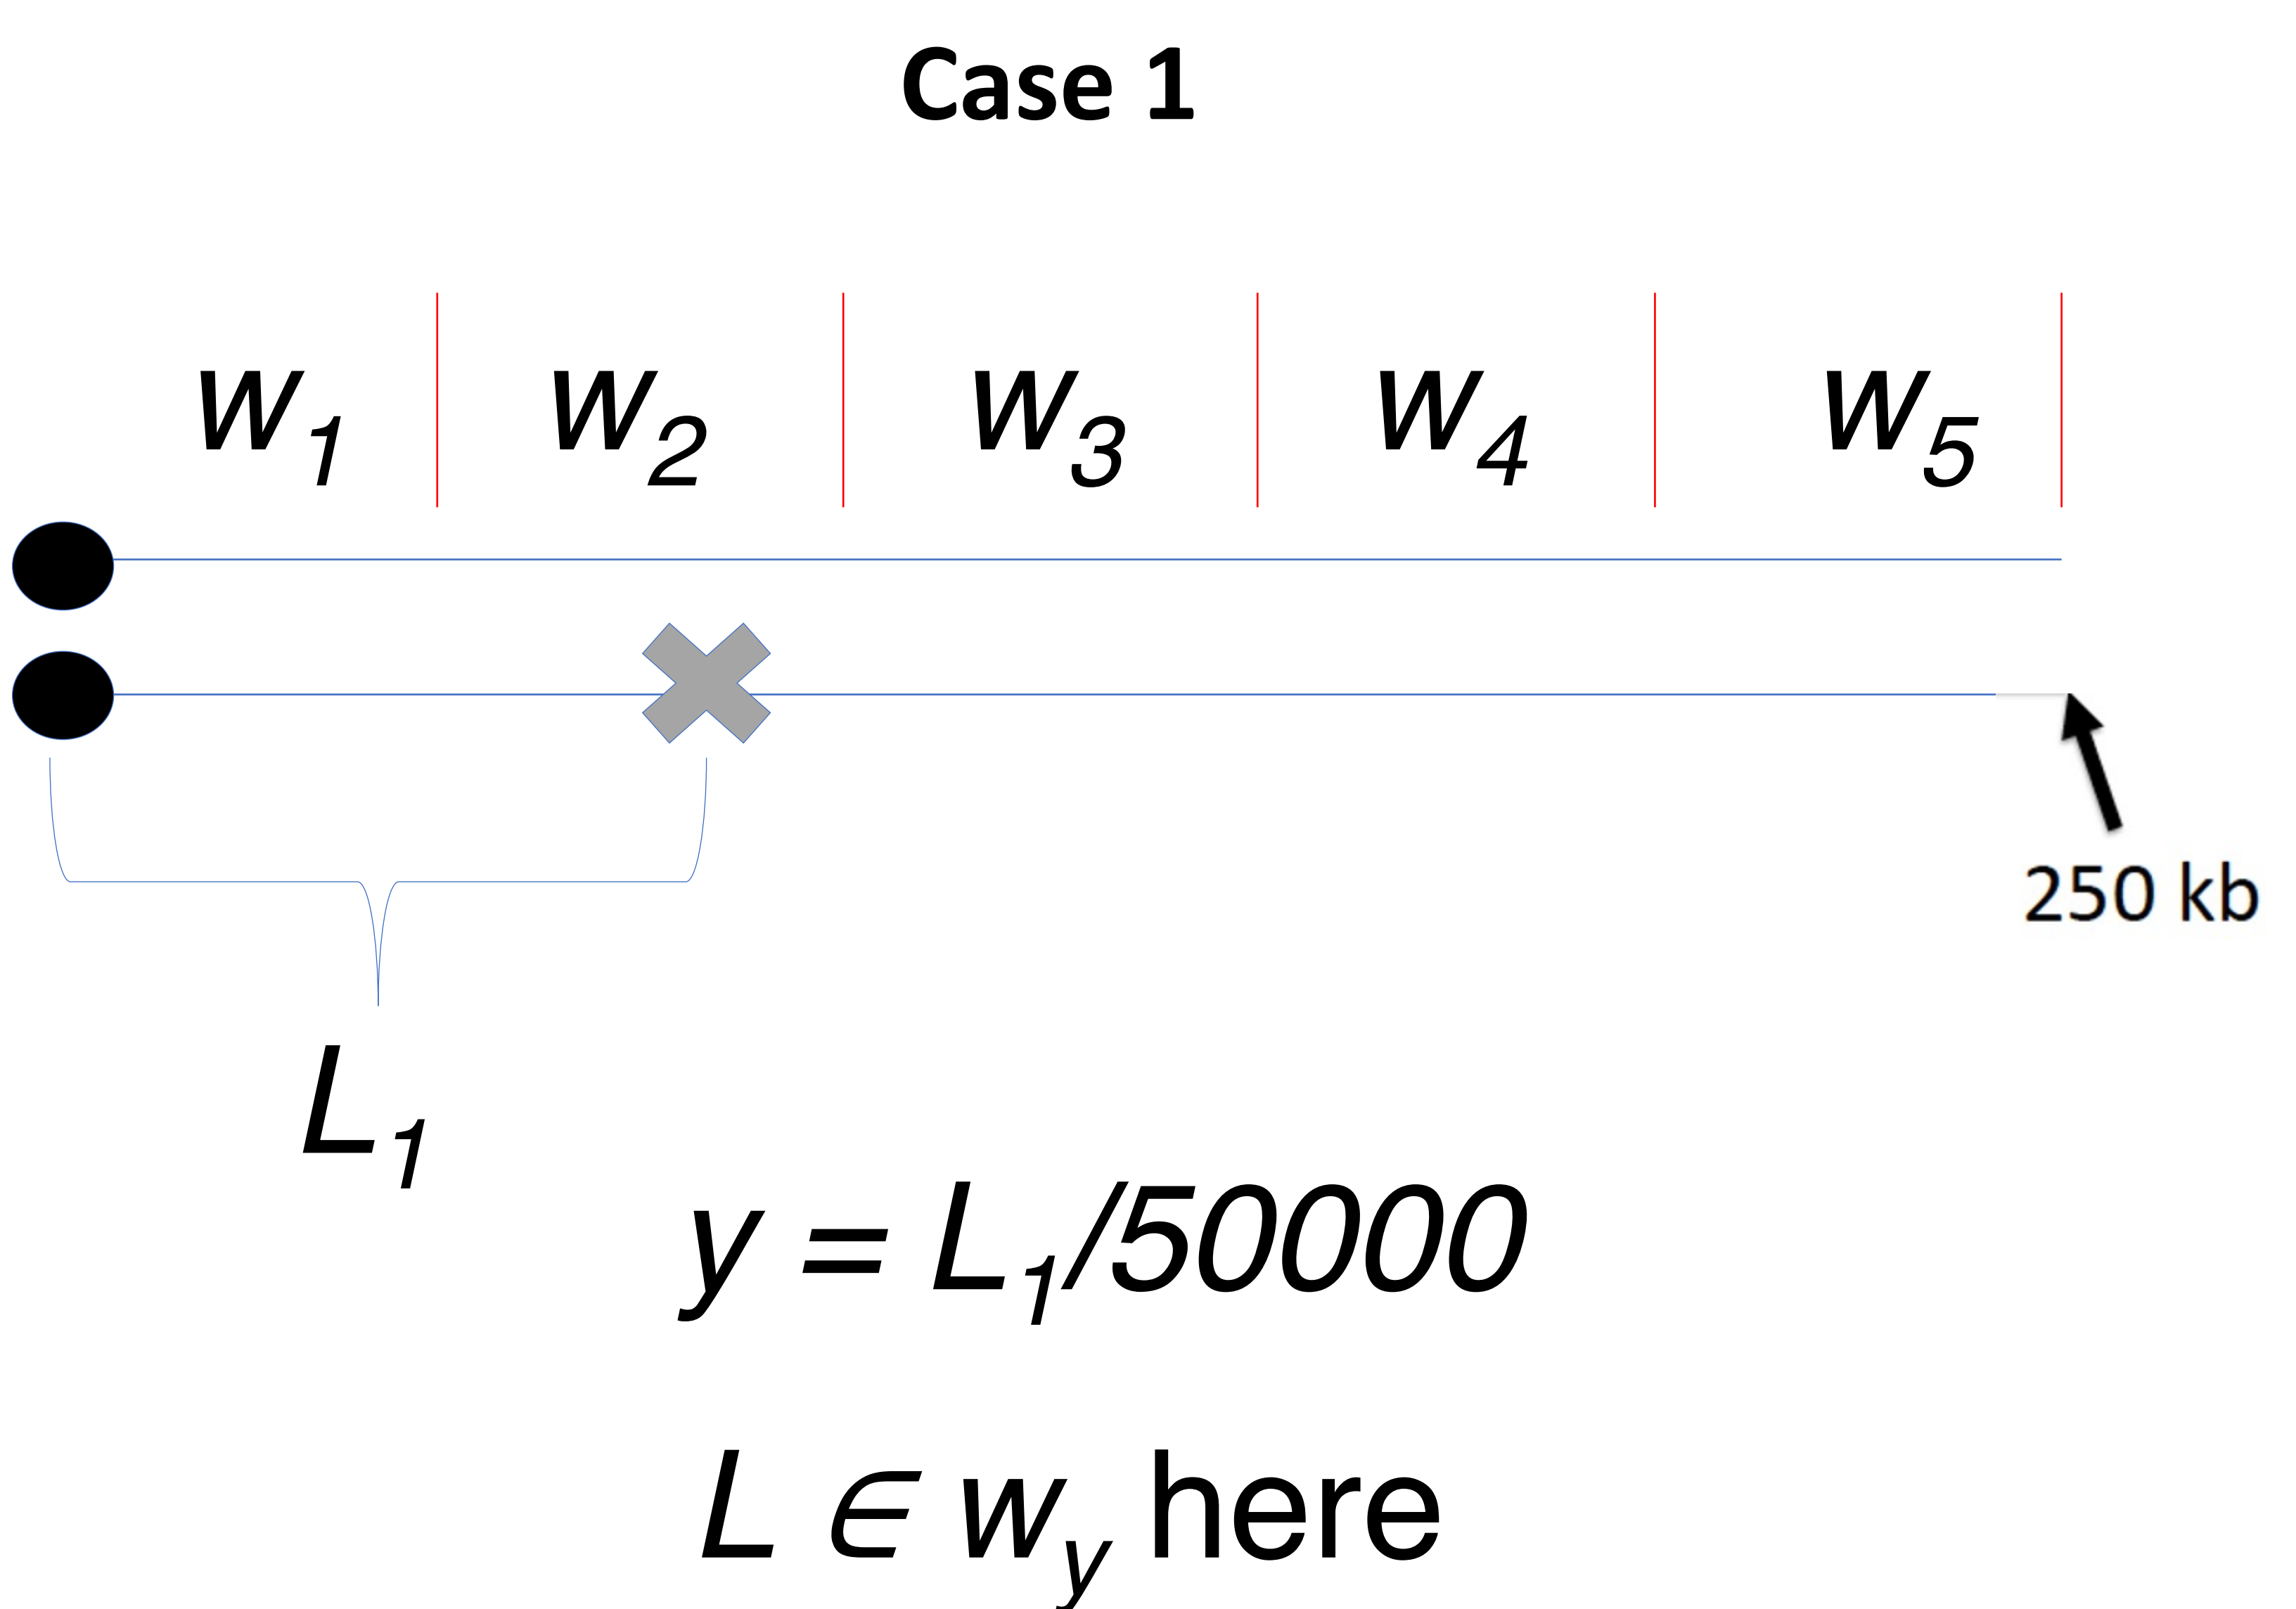 Case 1
w1 w2 w3 w4 w5
250 kb
L1
y = L1/50000
L ∈ wy here